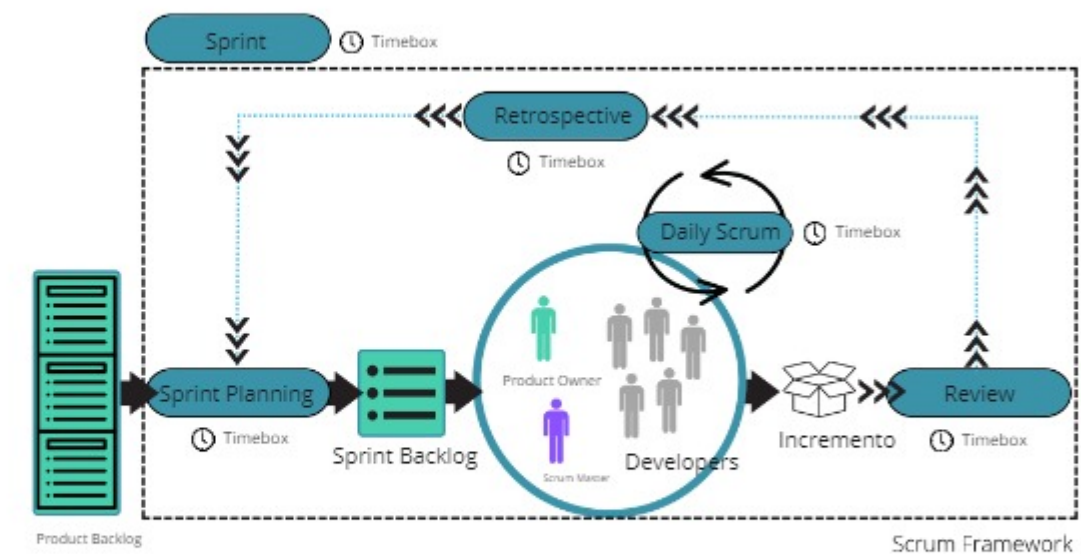 Sprint
Timebox
Retrospective
Timebox
Daily Scrum
Timebox
Product Owner
Sprint Planning
Timebox
Sprint Backlog
Scrum Master
Developers
Incremento
Review
Timebox
Product Backlog
Scrum Framework